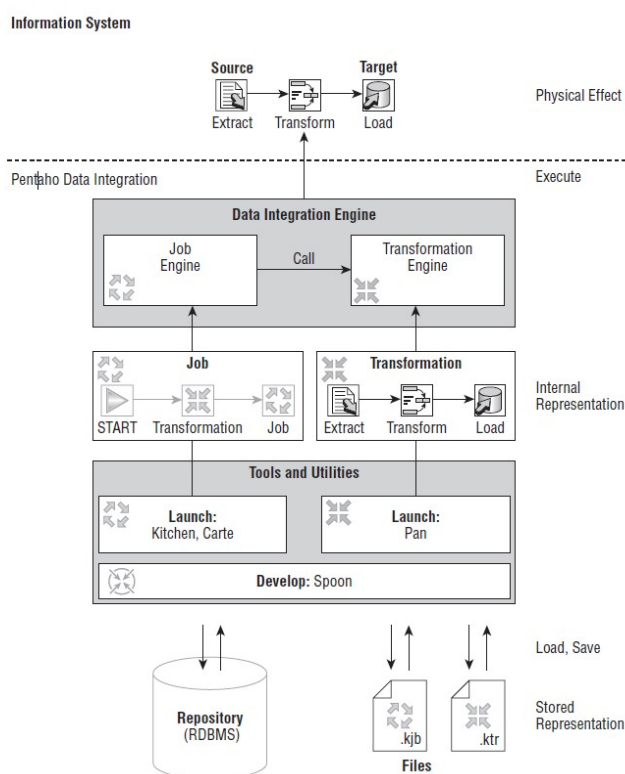 Information System
Source
Target
Extract
Transform
Load
Physical Effect
Pentaho Data Integration
Execute
Data Integration Engine
Job
Engine
Call
Transformation
Engine
Job
START
Transformation
Job
Transformation
Extract
Transform
Load
Internal
Representation
Tools and Utilities
Launch:
Kitchen, Carte
Launch:
Pan
Develop: Spoon
Load, Save
Repository
(RDBMS)
.kjb
.ktr
Files
Stored
Representation